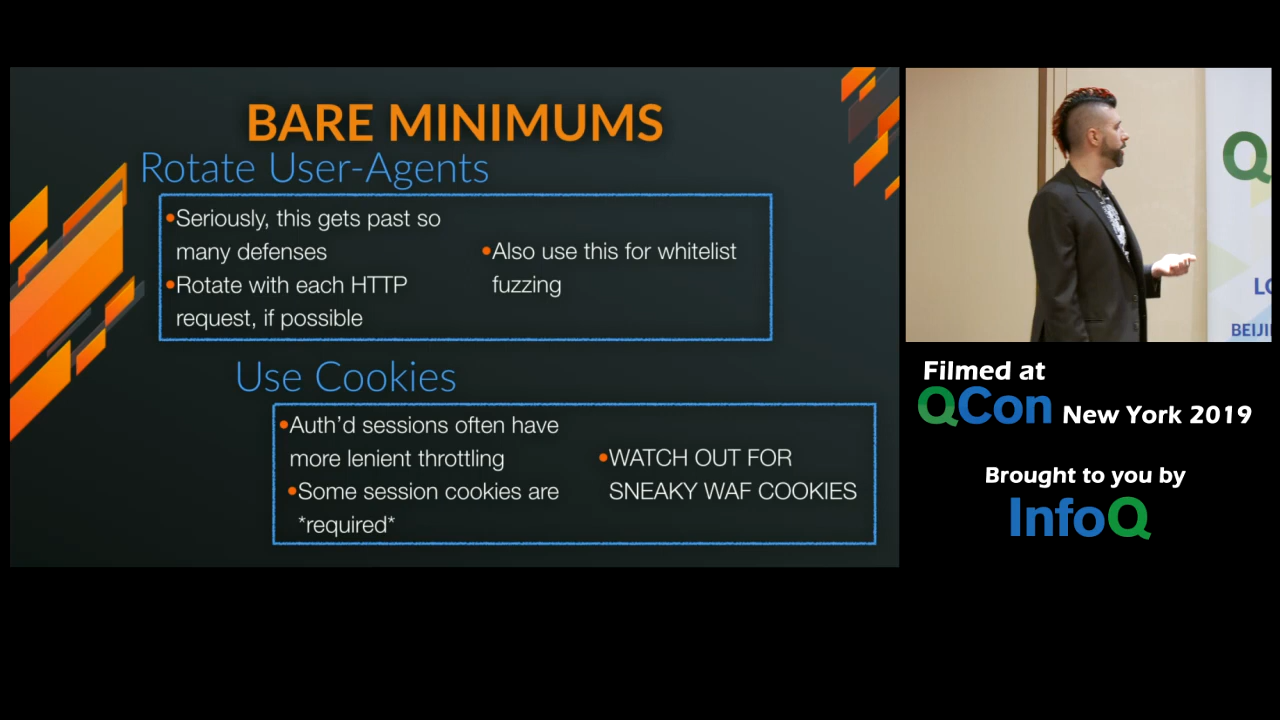 BARE MINIMUMS
Rotate User-Agents
•Seriously, this gets past so
many defenses
•Rotate with each HTTP
request, if possible
•Also use this for whitelist
fuzzing
Use Cookies
•Auth’d sessions often have
more lenient throttling
•Some session cookies are
*required*
•WATCH OUT FOR
SNEAKY WAF COOKIES
Q
BEIJI
Filmed at
QCon New York 2019
Brought to you by
InfoQ